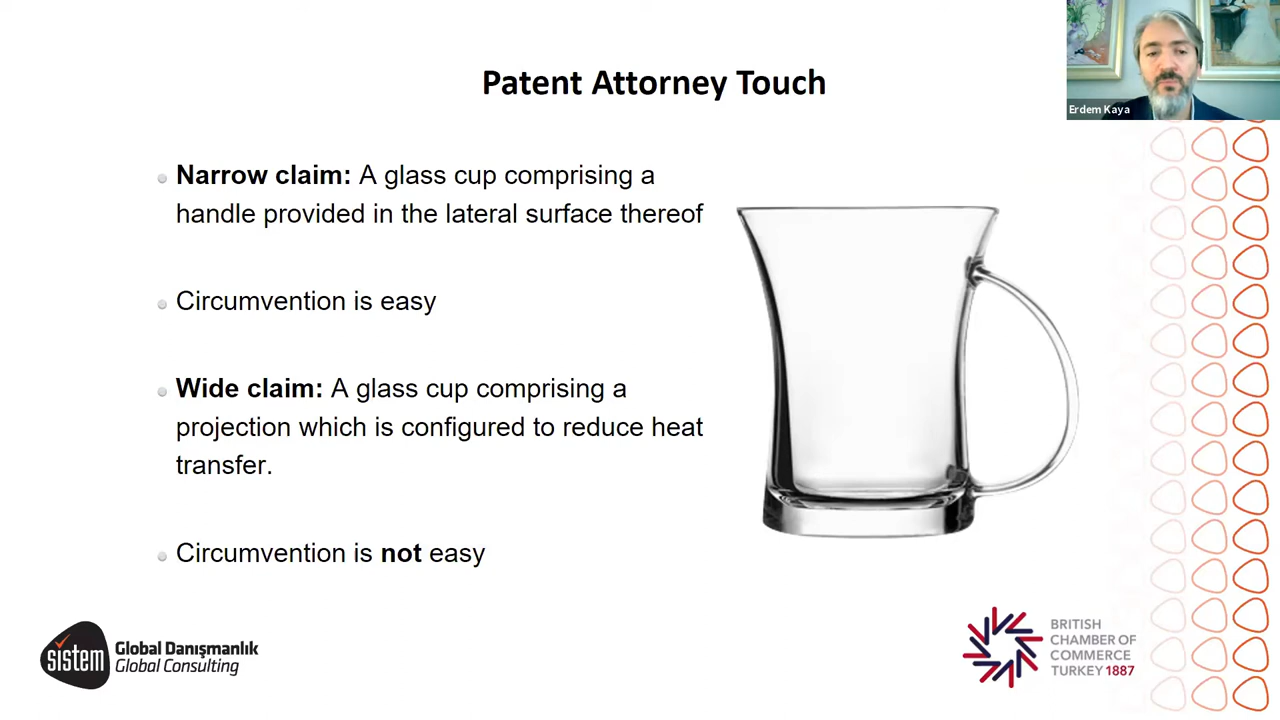 Patent Attorney Touch
Erdem Kaya
Narrow claim: A glass cup comprising a
handle provided in the lateral surface thereof
Circumvention is easy
Wide claim: A glass cup comprising a
projection which is configured to reduce heat
transfer.
Circumvention is not easy
sistem
Global Danışmanlık
Global Consulting
BRITISH
CHAMBER OF
COMMERCE
TURKEY 1887